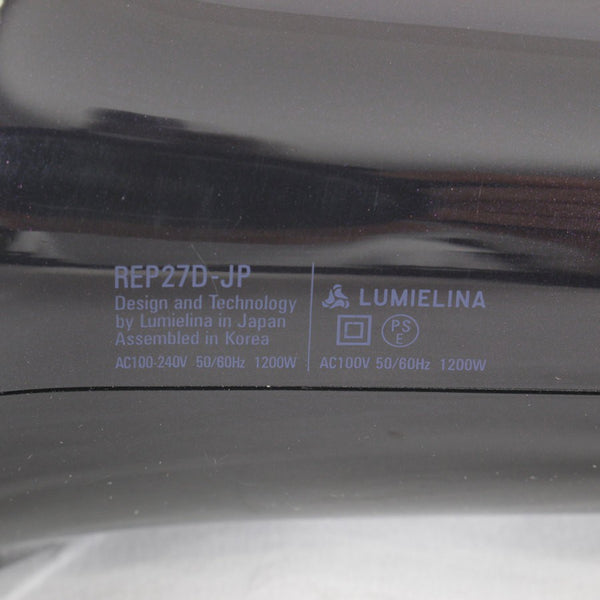 REP27D-JP
Design and Technology
by Lumielina in Japan
Assembled in Korea
AC100-240V 50/60Hz 1200W
LUMIELINA
PS
E
AC100V 50/60Hz 1200W